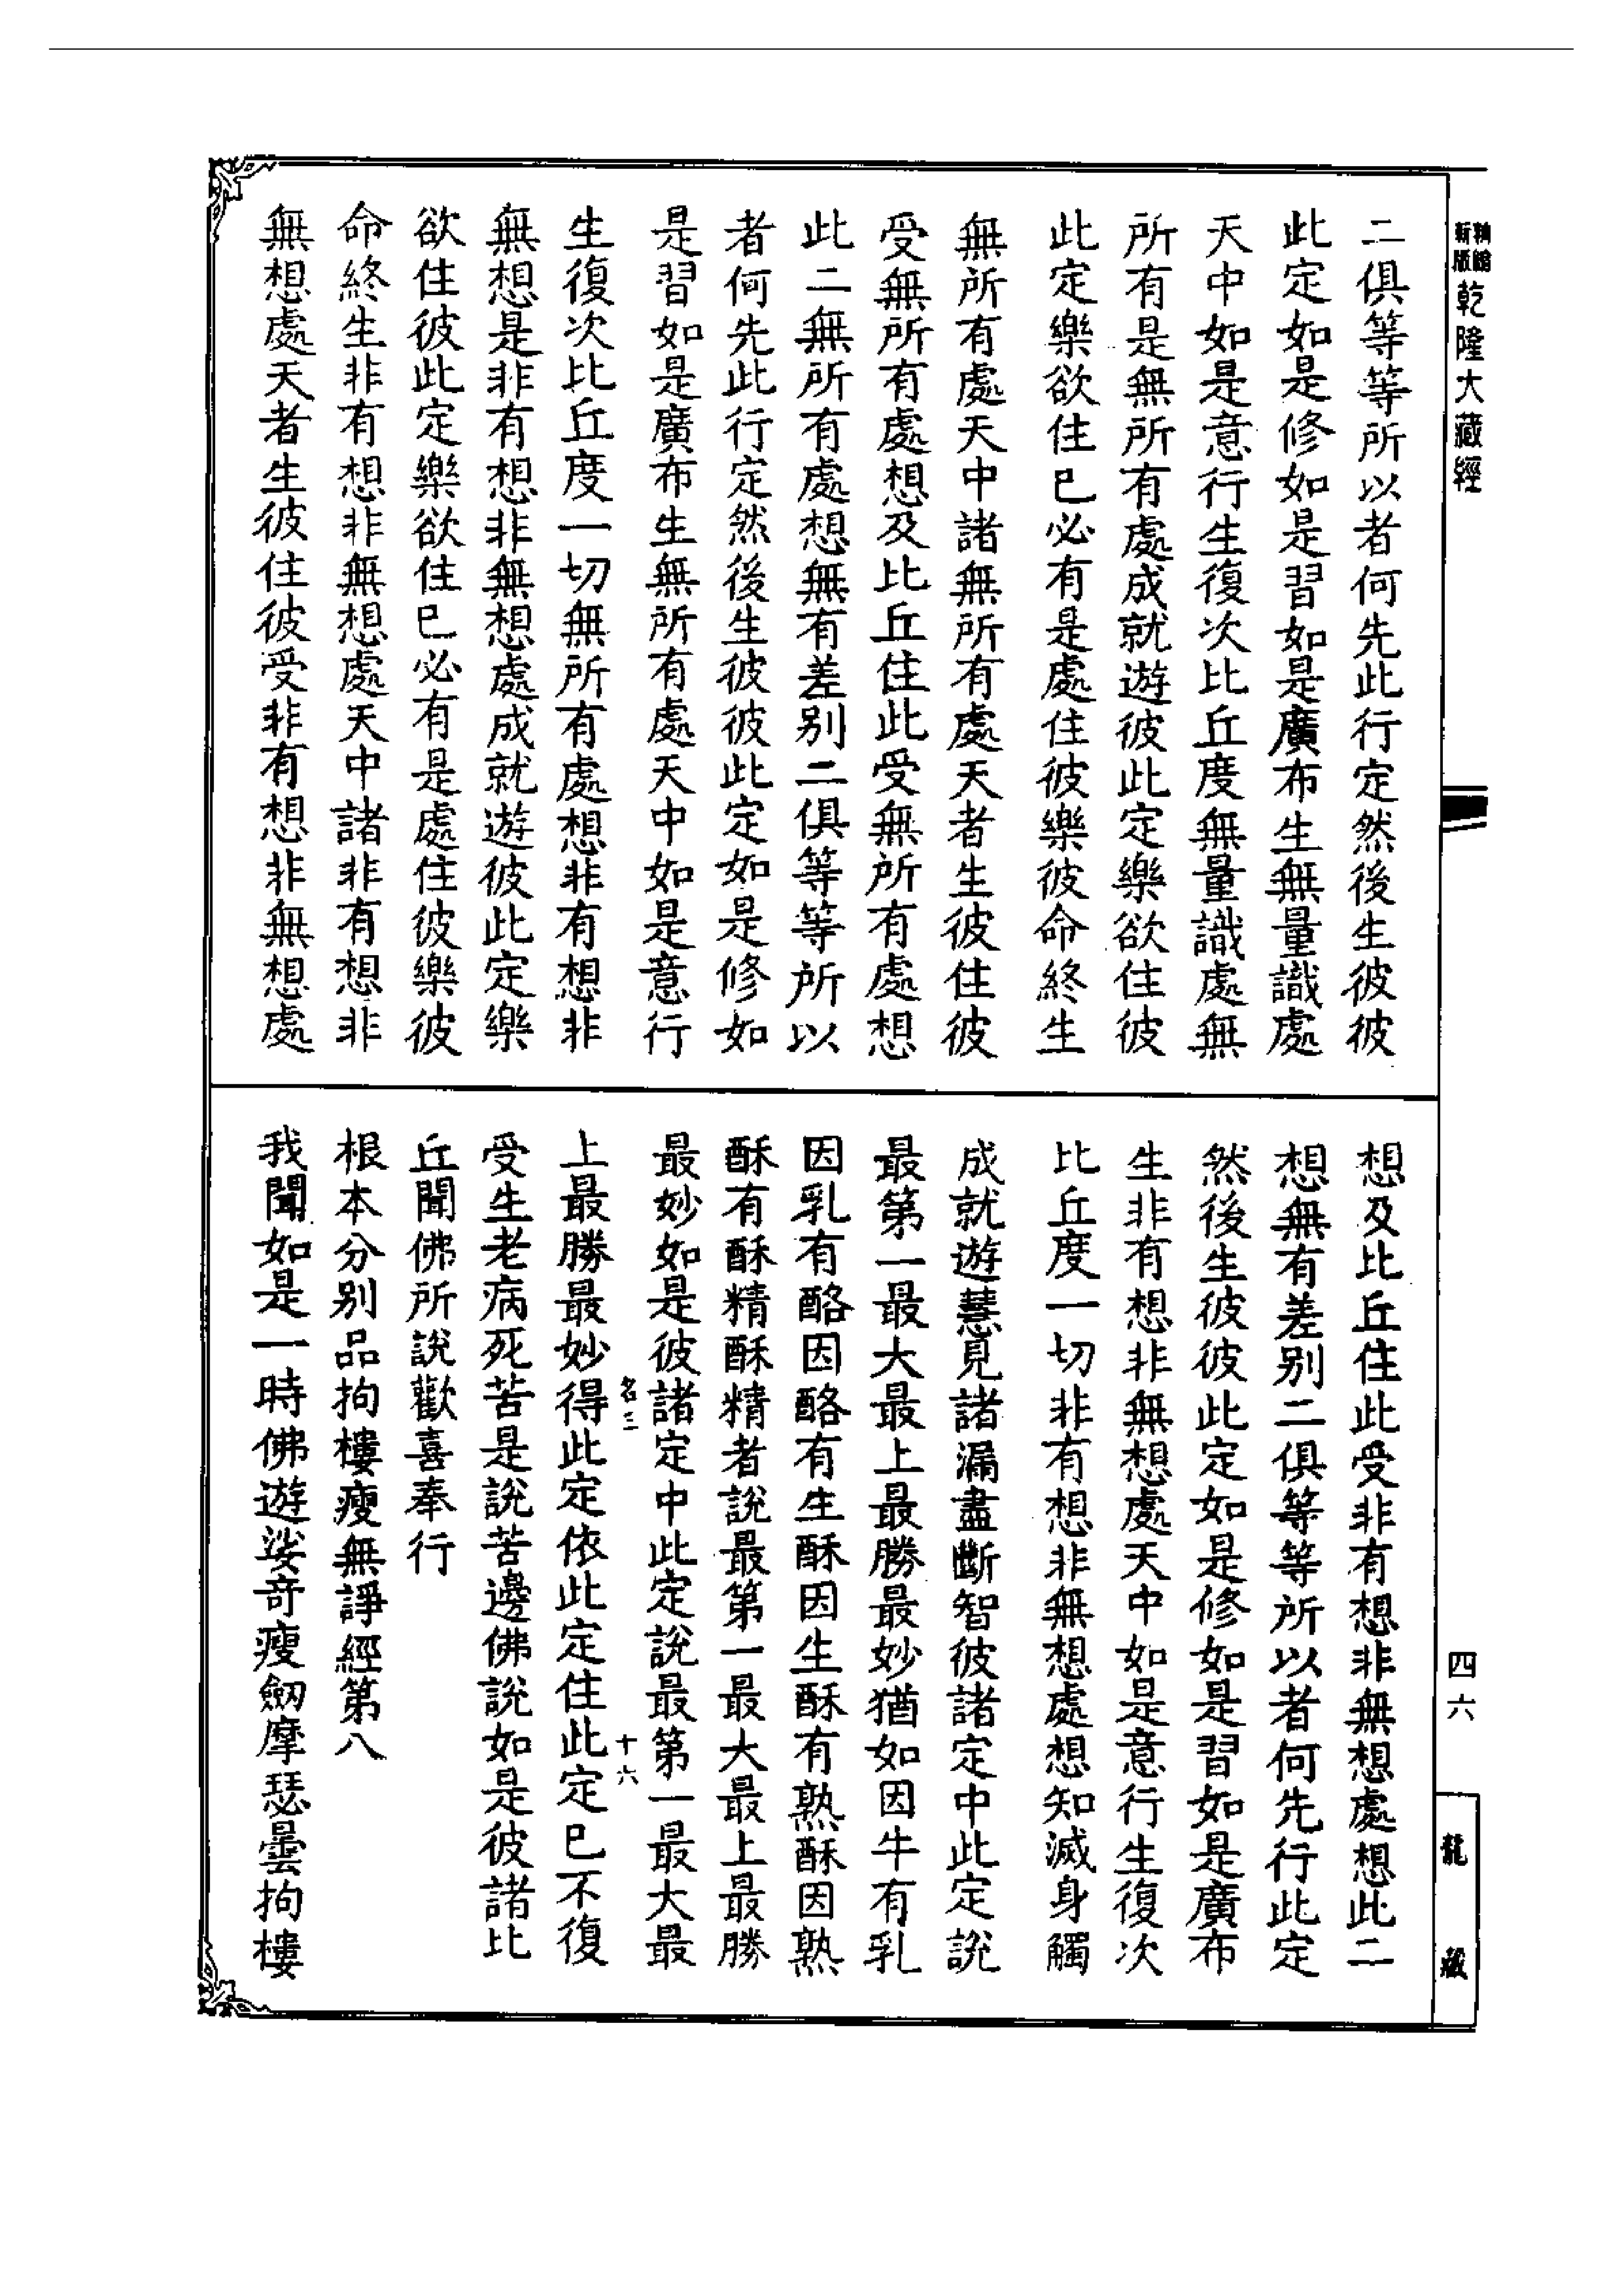 新版 精縮 乾隆大藏經
二俱等等所以者何先此行定然後生彼彼
此定如是修如是習如是廣布生無量識處
天中如是意行生復次比丘度無量識處無
所有是無所有處成就遊彼此定樂欲住彼
此定樂欲住已必有是處住彼樂彼命終生
無所有處天中諸無所有處天者生彼住彼
受無所有處想及比丘住此受無所有處想
此二無所有處想無有差別二俱等等所以
者何先此行定然後生彼彼此定如是修如
是習如是廣布生無所有處天中如是意行
生復次比丘度一切無所有處想非有想非
無想是非有想非無想處成就遊彼此定樂
欲住彼此定樂欲住已必有是處住彼樂彼
命終生非有想非無想處天中諸非有想非
無想處天者生彼住彼受非有想非無想處
想及比丘住此受非有想非無想處想此二
想無有差別二俱等等所以者何先行此定
然後生彼彼此定如是修如是習如是廣布
生非有想非無想處天中如是意行生復次
比丘度一切非有想非無想處想知滅身觸
成就遊慧見諸漏盡斷智彼諸定中此定說
最第一最大最上最勝最妙猶如因牛有乳
因乳有酪因酪有生酥因生酥有熟酥因熟
酥有酥精酥精者說最第一最大最上最勝
最妙如是彼諸定中此定說最第一最大最
名三 十六
上最勝最妙得此定依此定住此定已不復
受生老病死苦是說苦邊佛說如是彼諸比
丘聞佛所說歡喜奉行
根本分別品拘樓瘦無諍經第八
我聞如是一時佛遊娑奇瘦劒摩瑟曇拘樓
四六
龍藏